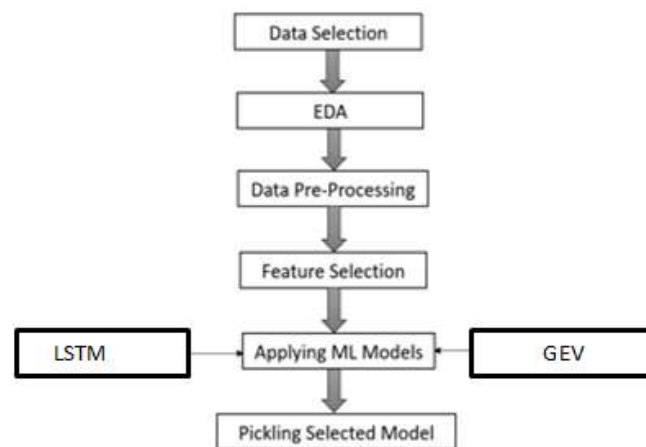 Data Selection
EDA
Data Pre-Processing
Feature Selection
LSTM
Applying ML Models
GEV
Pickling Selected Model